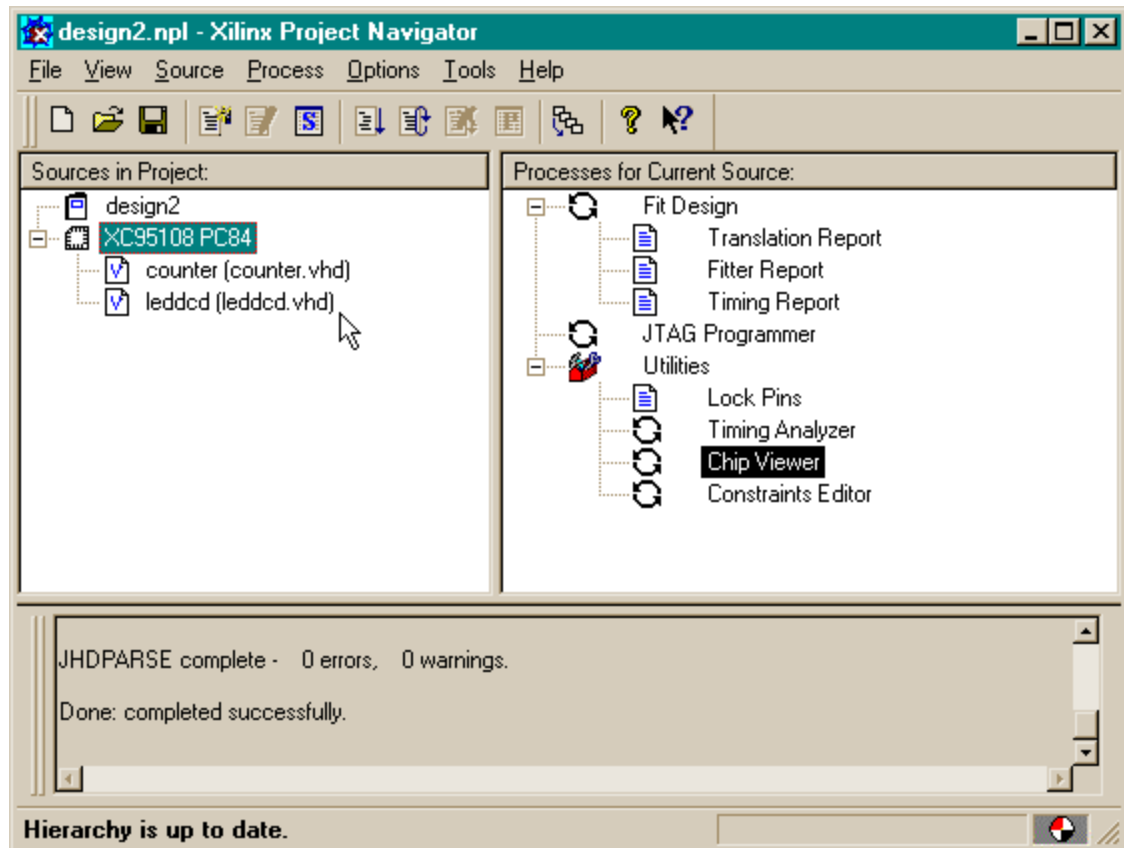 design2.npl - Xilinx Project Navigator
File View Source Process Options Tools Help
Sources in Project:
design2
XC95108 PC84
counter (counter.vhd)
leddcd (leddcd.vhd)
Processes for Current Source:
Fit Design
Translation Report
Fitter Report
Timing Report
JTAG Programmer
Utilities
Lock Pins
Timing Analyzer
Chip Viewer
Constraints Editor
JHDPARSE complete - 0 errors, 0 warnings.
Done: completed successfully.
Hierarchy is up to date.